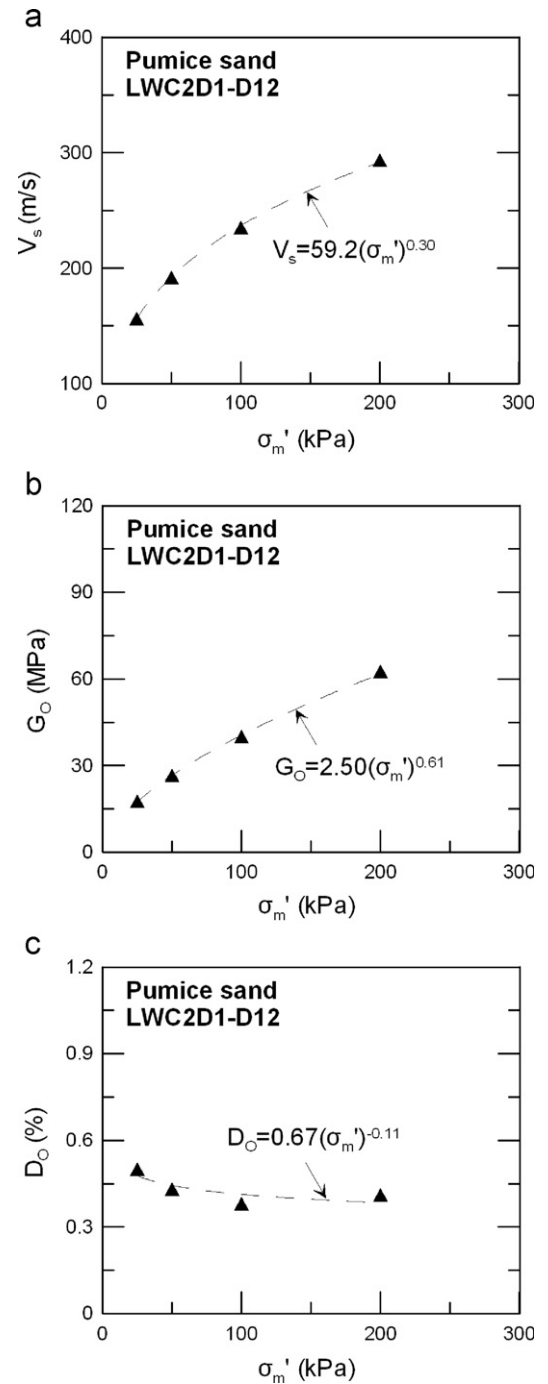 a
400
Pumice sand
LWC2D1-D12
300
Vs (m/s)
Vs=59.2(σm')0.30
200
100
0 100 200 300
σm' (kPa)
b
120
Pumice sand
LWC2D1-D12
90
GO (MPa)
60
GO=2.50(σm')0.61
30
0
0 100 200 300
σm' (kPa)
c
1.2
Pumice sand
LWC2D1-D12
0.9
DO (%)
0.6
DO=0.67(σm')-0.11
0.3
0
0 100 200 300
σm' (kPa)